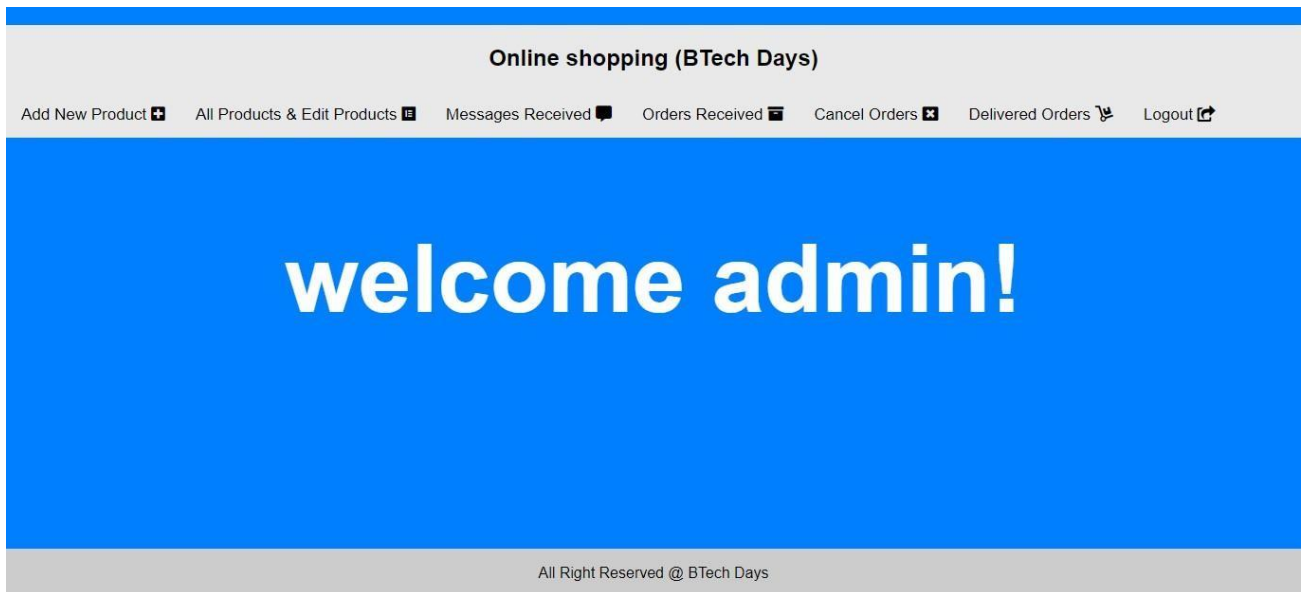 Online shopping (BTech Days)
Add New Product All Products & Edit Products Messages Received Orders Received Cancel Orders Delivered Orders Logout
welcome admin!
All Right Reserved @ BTech Days